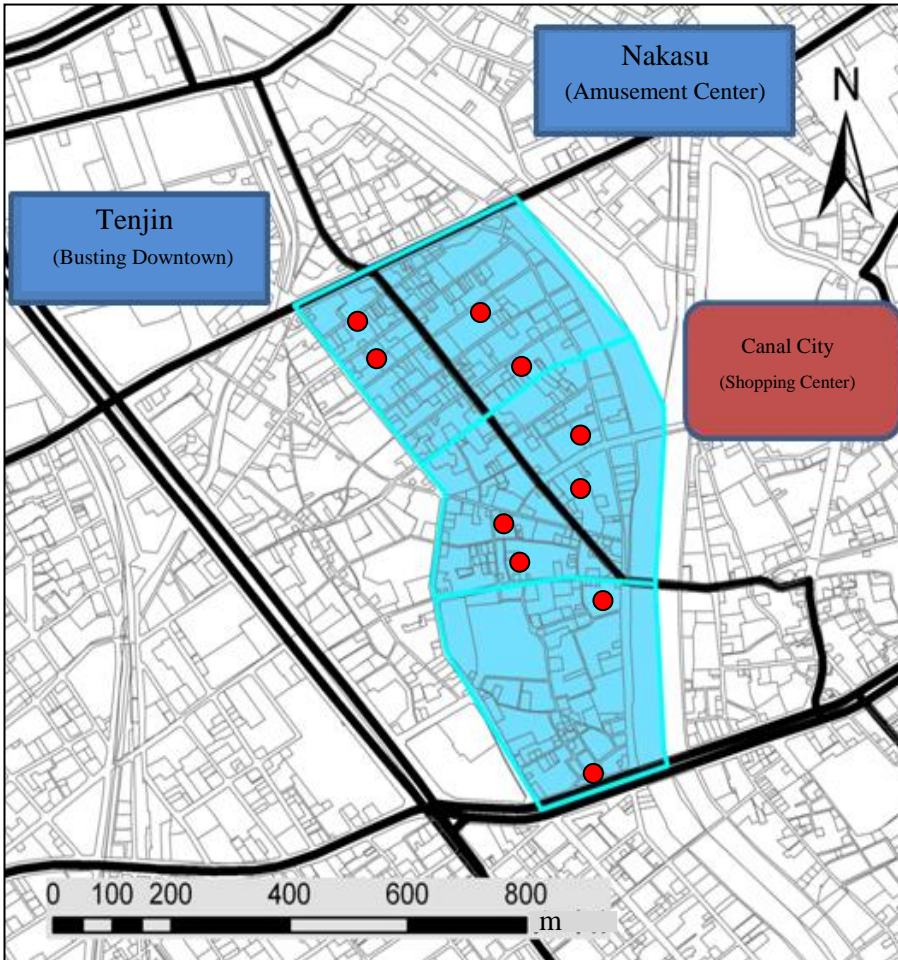 Nakasu
(Amusement Center)
N
Tenjin
(Busting Downtown)
Canal City
(Shopping Center)
0 100 200 400 600 800
m